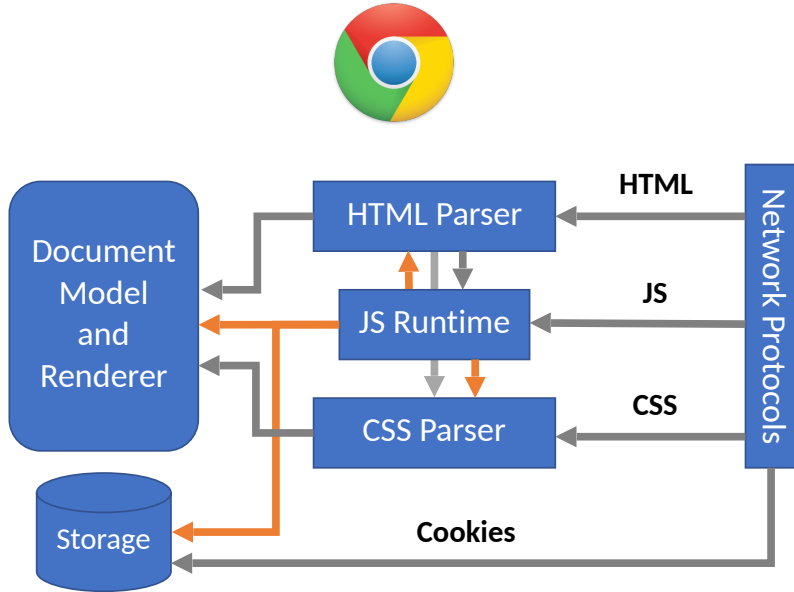 HTML
HTML Parser
Network Protocols
Document
Model
and
Renderer
JS
JS Runtime
CSS
CSS Parser
Cookies
Storage